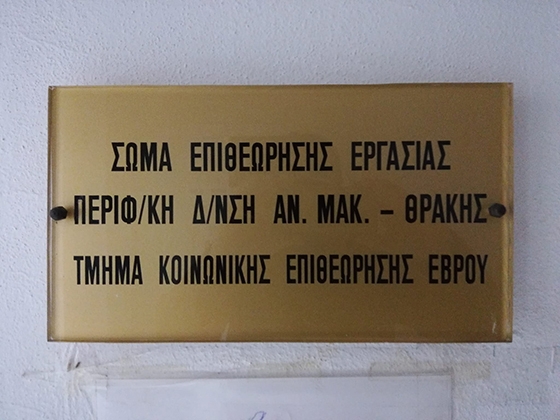 ΣΩΜΑ ΕΠΙΘΕΩΡΗΣΗΣ ΕΡΓΑΣΙΑΣ
ΠΕΡΙΦ/ΚΗ Δ/ΝΣΗ ΑΝ. ΜΑΚ. – ΘΡΑΚΗΣ
ΤΜΗΜΑ ΚΟΙΝΩΝΙΚΗΣ ΕΠΙΘΕΩΡΗΣΗΣ ΕΒΡΟΥ